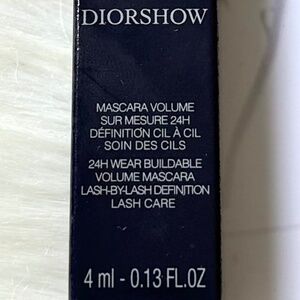 DIORSHOW
MASCARA VOLUME
SUR MESURE 24H
DÉFINITION CIL À CIL
SOIN DES CILS
24H WEAR BUILDABLE
VOLUME MASCARA
LASH-BY-LASH DEFINITION
LASH CARE
4 ml - 0.13 FL.OZ